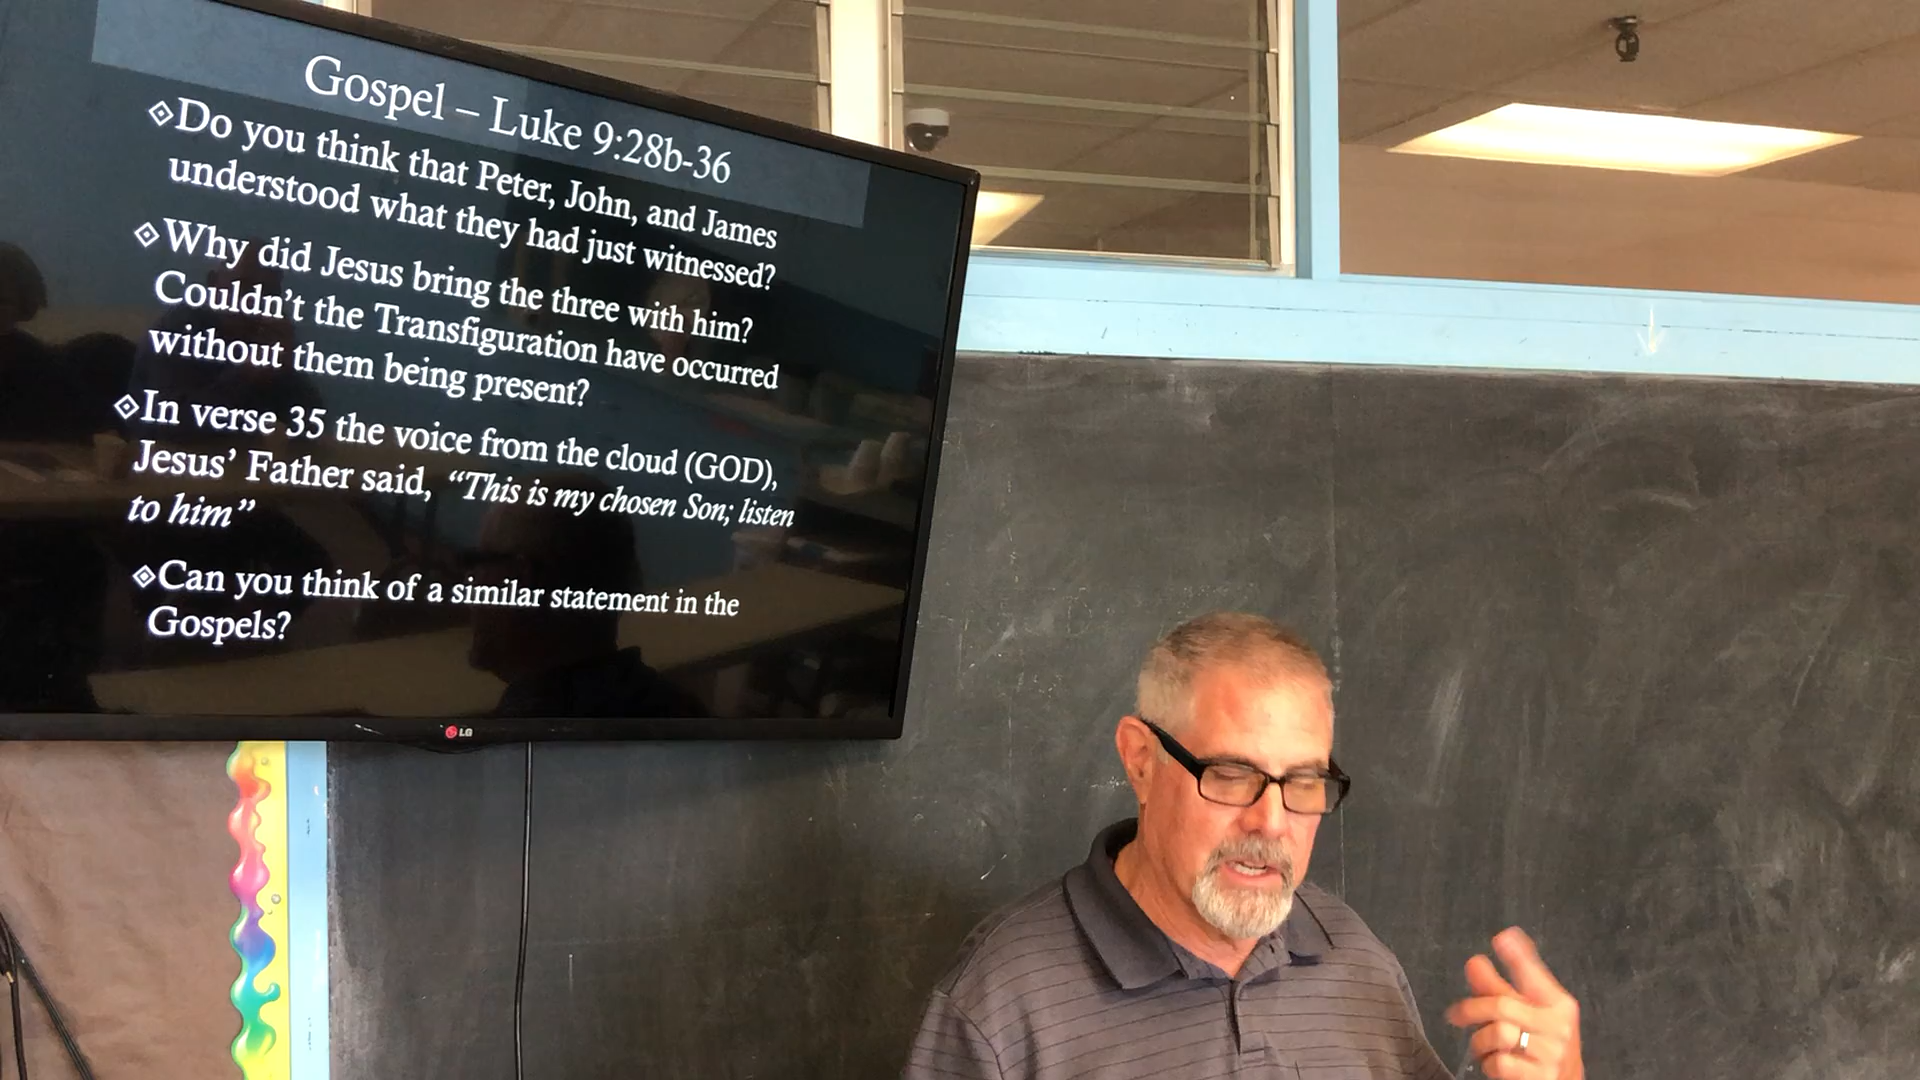 Gospel – Luke 9:28b-36
Do you think that Peter, John, and James
understood what they had just witnessed?
Why did Jesus bring the three with him?
Couldn’t the Transfiguration have occurred
without them being present?
In verse 35 the voice from the cloud (GOD),
Jesus’ Father said, “This is my chosen Son; listen
to him”
Can you think of a similar statement in the
Gospels?
LG